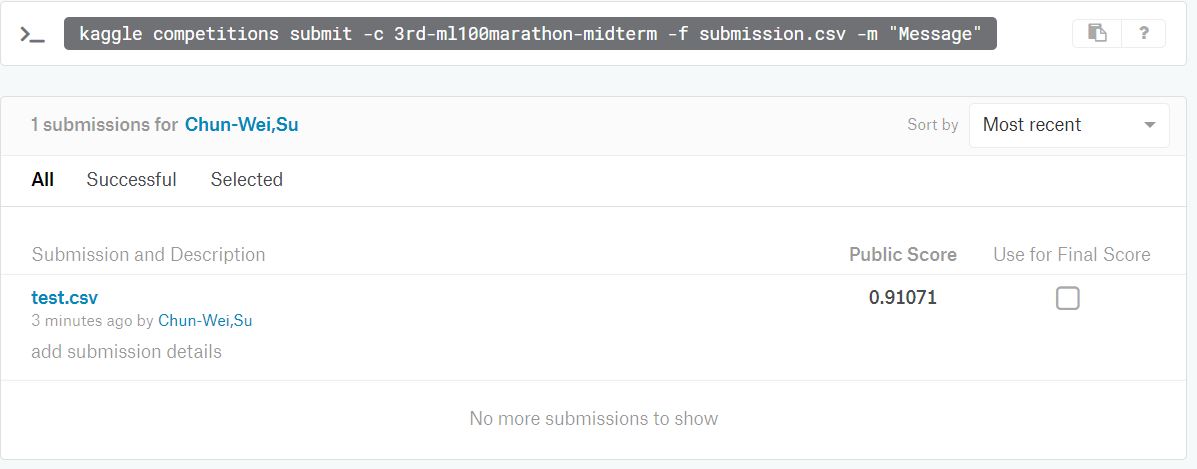 kaggle competitions submit -c 3rd-ml100marathon-midterm -f submission.csv -m "Message"
?
1 submissions for Chun-Wei,Su
Sort by Most recent
All Successful Selected
Submission and Description Public Score Use for Final Score
test.csv 0.91071
3 minutes ago by Chun-Wei,Su
add submission details
No more submissions to show